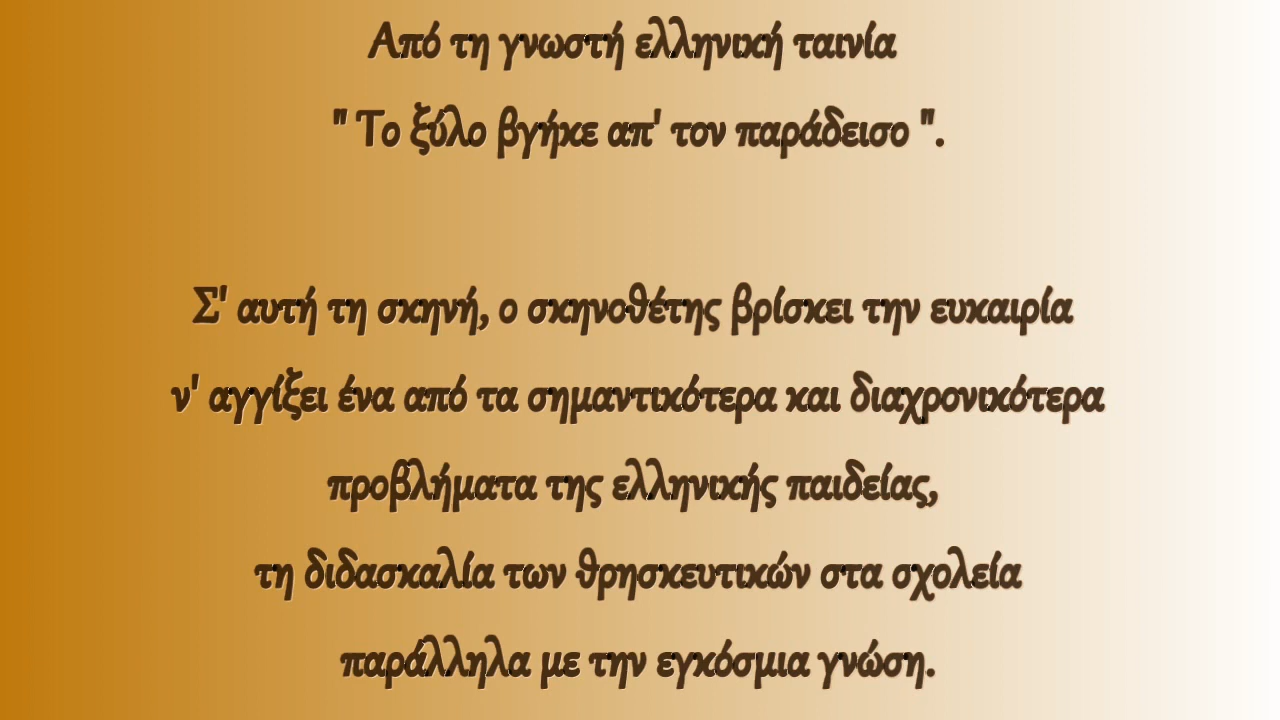 Από τη γνωστή ελληνική ταινία
" Το ξύλο βγήκε απ' τον παράδεισο ".
Σ' αυτή τη σκηνή, ο σκηνοθέτης βρίσκει την ευκαιρία
ν' αγγίξει ένα από τα σημαντικότερα και διαχρονικότερα
προβλήματα της ελληνικής παιδείας,
τη διδασκαλία των θρησκευτικών στα σχολεία
παράλληλα με την εγκόσμια γνώση.